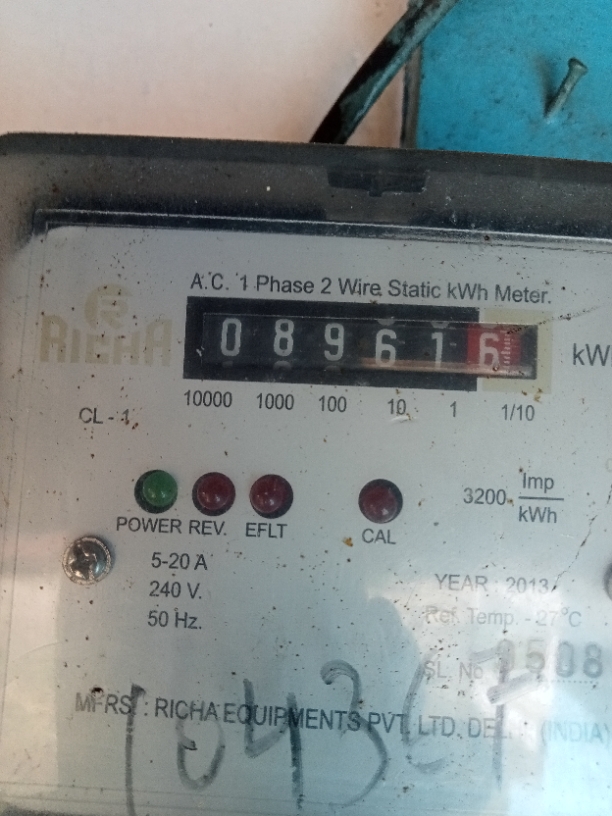 A.C. 1 Phase 2 Wire Static kWh Meter.
RICHA
0 8 9 6 1 6
10000 1000 100 10 1 1/10
CL - 1
POWER REV. EFLT
CAL
3200 Imp/kWh
5-20 A
240 V.
50 Hz.
YEAR : 2013
Ref. Temp. - 27°C
SL. No
MFRS. : RICHA EQUIPMENTS PVT. LTD. (INDIA)